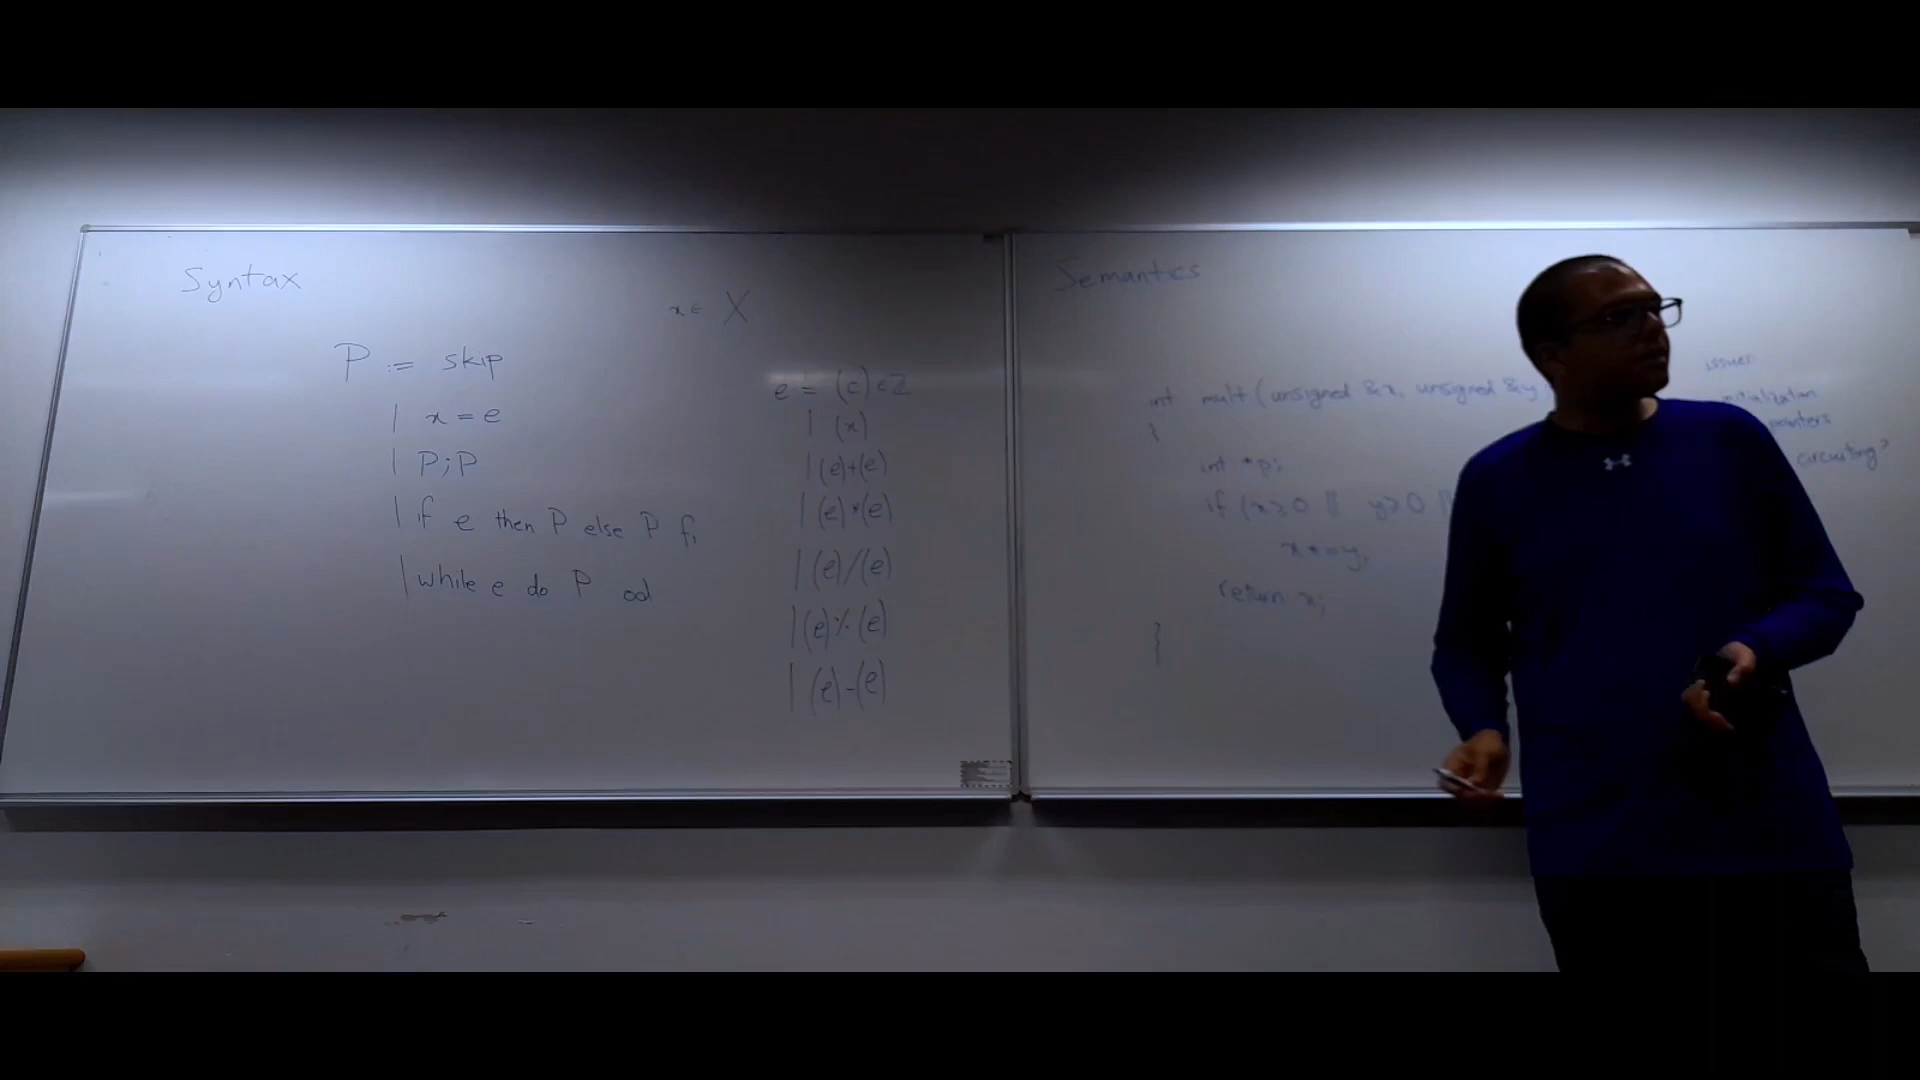 Syntax
x ∈ X
P := skip
| x = e
| P;P
| if e then P else P fi
| while e do P od
e = (c) ∈ ℤ
| (x)
| (e)+(e)
| (e)*(e)
| (e)/(e)
| (e)%(e)
| (e)-(e)
Semantics
int mult (unsigned &x, unsigned &y
{
int *p;
if (x≥0 || y≥0 ||
x*=y;
return x;
}
issues
initialization
pointers
circuiting?